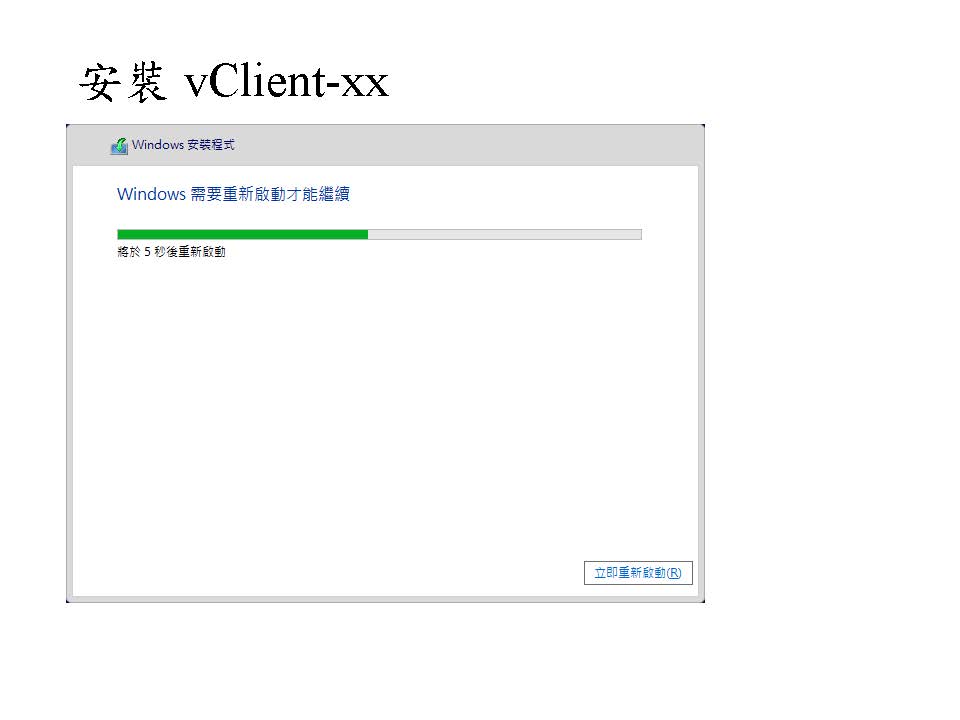 安裝 vClient-xx
Windows 安裝程式
Windows 需要重新啟動才能繼續
將於 5 秒後重新啟動
立即重新啟動(R)